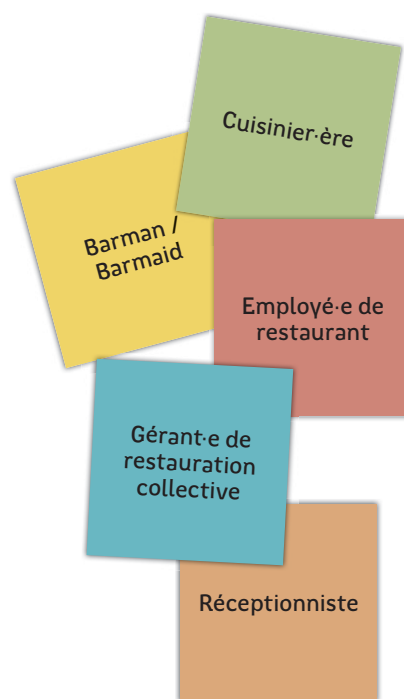 Cuisinier·ère
Barman /
Barmaid
Employé·e de
restaurant
Gérant·e de
restauration
collective
Réceptionniste